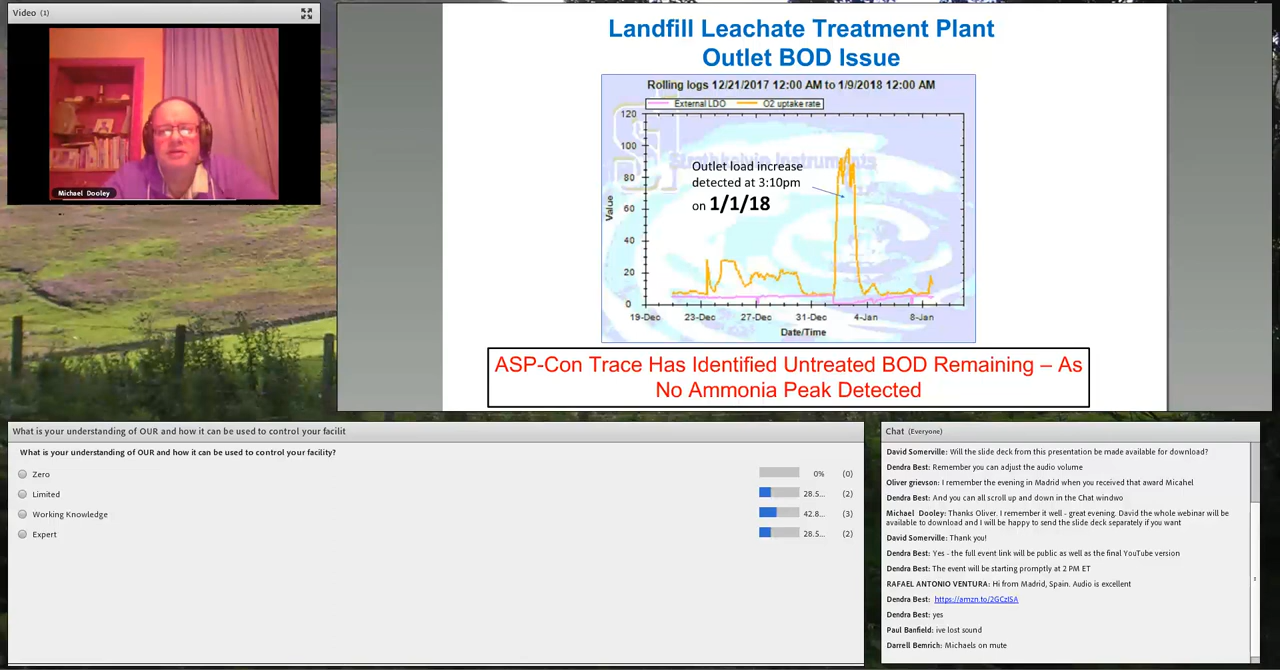 Video (1)
Michael Dooley
Landfill Leachate Treatment Plant
Outlet BOD Issue
Rolling logs 12/21/2017 12:00 AM to 1/9/2018 12:00 AM
External LDO O2 uptake rate
120
100
80
60
40
20
0
Value
Strathkelvin Instruments
Outlet load increase
detected at 3:10pm
on 1/1/18
19-Dec 23-Dec 27-Dec 31-Dec 4-Jan 8-Jan
Date/Time
ASP-Con Trace Has Identified Untreated BOD Remaining – As
No Ammonia Peak Detected
What is your understanding of OUR and how it can be used to control your facilit
What is your understanding of OUR and how it can be used to control your facility?
Zero 0% (0)
Limited 28.5... (2)
Working Knowledge 42.8... (3)
Expert 28.5... (2)
Chat (Everyone)
David Somerville: Will the slide deck from this presentation be made available for download?
Dendra Best: Remember you can adjust the audio volume
Oliver grievson: I remember the evening in Madrid when you received that award Micahel
Dendra Best: And you can all scroll up and down in the Chat windwo
Michael Dooley: Thanks Oliver. I remember it well - great evening. David the whole webinar will be
available to download and I will be happy to send the slide deck separately if you want
David Somerville: Thank you!
Dendra Best: Yes - the full event link will be public as well as the final YouTube version
Dendra Best: The event will be starting promptly at 2 PM ET
RAFAEL ANTONIO VENTURA: Hi from Madrid, Spain. Audio is excellent
Dendra Best: https://amzn.to/2GCzlSA
Dendra Best: yes
Paul Banfield: ive lost sound
Darrell Bemrich: Michaels on mute